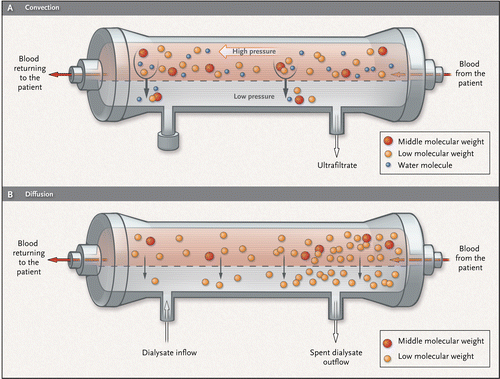 A Convection
High pressure
Blood
returning
to the
patient
Blood
from the
patient
Low pressure
Ultrafiltrate
Middle molecular weight
Low molecular weight
Water molecule
B Diffusion
Blood
returning
to the
patient
Blood
from the
patient
Dialysate inflow
Spent dialysate
outflow
Middle molecular weight
Low molecular weight